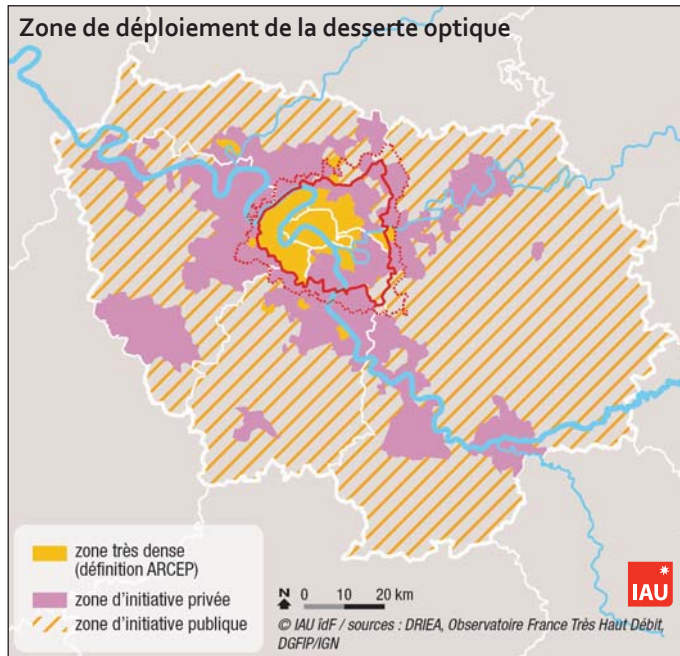 Zone de déploiement de la desserte optique
zone très dense
(définition ARCEP)
zone d'initiative privée
zone d'initiative publique
N 0 10 20 km
© IAU îdF / sources : DRIEA, Observatoire France Très Haut Débit,
DGFIP/IGN
IAU